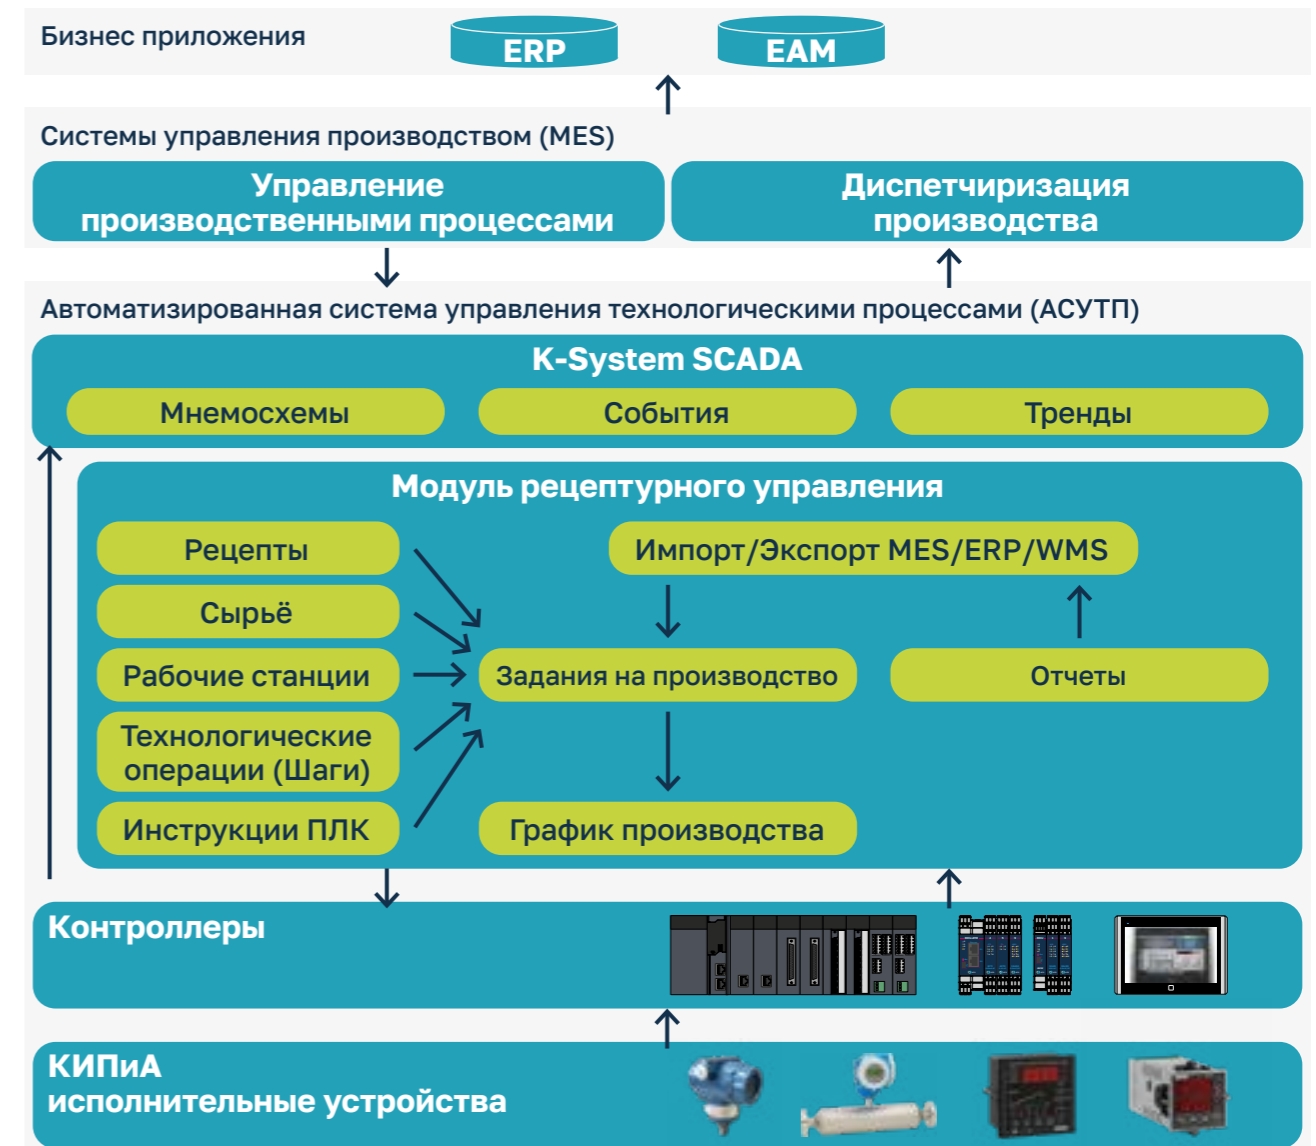 Бизнес приложения
ERP
EAM
Системы управления производством (MES)
Управление
производственными процессами
Диспетчиризация
производства
Автоматизированная система управления технологическими процессами (АСУТП)
K-System SCADA
Мнемосхемы
События
Тренды
Модуль рецептурного управления
Рецепты
Импорт/Экспорт MES/ERP/WMS
Сырьё
Рабочие станции
Задания на производство
Отчеты
Технологические
операции (Шаги)
Инструкции ПЛК
График производства
Контроллеры
КИПиА
исполнительные устройства